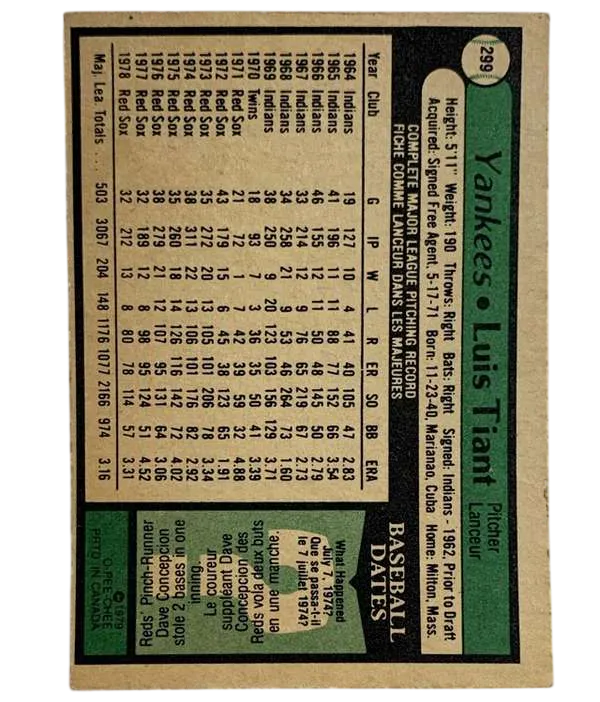 299
Yankees • Luis Tiant
Pitcher
Lanceur
Height: 5'11" Weight: 190 Throws: Right Bats: Right Signed: Indians - 1962, Prior to Draft
Acquired: Signed Free Agent, 5-17-71 Born: 11-23-40, Marianao, Cuba Home: Milton, Mass.
COMPLETE MAJOR LEAGUE PITCHING RECORD
FICHE COMME LANCEUR DANS LES MAJEURES
Year Club G IP W L R ER SO BB ERA
1964 Indians 19 127 10 4 41 40 105 47 2.83
1965 Indians 41 196 11 11 88 77 152 66 3.54
1966 Indians 46 155 12 11 50 48 145 50 2.79
1967 Indians 33 214 12 9 76 65 219 67 2.73
1968 Indians 34 258 21 9 53 46 264 73 1.60
1969 Indians 38 250 9 20 123 103 156 129 3.71
1970 Twins 18 93 7 3 36 35 50 41 3.39
1971 Red Sox 21 72 1 7 42 39 59 32 4.88
1972 Red Sox 43 179 15 6 45 38 123 65 1.91
1973 Red Sox 35 272 20 13 105 101 206 78 3.34
1974 Red Sox 38 311 22 13 106 101 176 82 2.92
1975 Red Sox 35 260 18 14 126 116 142 72 4.02
1976 Red Sox 38 279 21 12 107 95 131 64 3.06
1977 Red Sox 32 189 12 8 98 95 124 51 4.52
1978 Red Sox 32 212 13 8 80 78 114 57 3.31
Maj. Lea. Totals ... 503 3067 204 148 1176 1077 2166 974 3.16
BASEBALL
DATES
What Happened
July 7, 1974?
Que se passa-t-il
le 7 juillet 1974?
Reds' Pinch-Runner
Dave Concepcion
stole 2 bases in one
inning.
Le coureur
suppléant Dave
Concepcion des
Reds vola deux buts
en une manche.
© 1979
O-PEE-CHEE
PRTD. IN CANADA